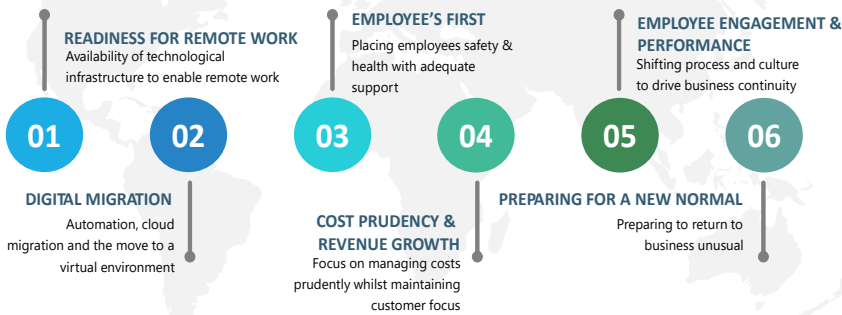 01
READINESS FOR REMOTE WORK
Availability of technological
infrastructure to enable remote work
02
DIGITAL MIGRATION
Automation, cloud
migration and the move to a
virtual environment
03
EMPLOYEE'S FIRST
Placing employees safety &
health with adequate
support
04
COST PRUDENCY &
REVENUE GROWTH
Focus on managing costs
prudently whilst maintaining
customer focus
05
EMPLOYEE ENGAGEMENT &
PERFORMANCE
Shifting process and culture
to drive business continuity
06
PREPARING FOR A NEW NORMAL
Preparing to return to
business unusual